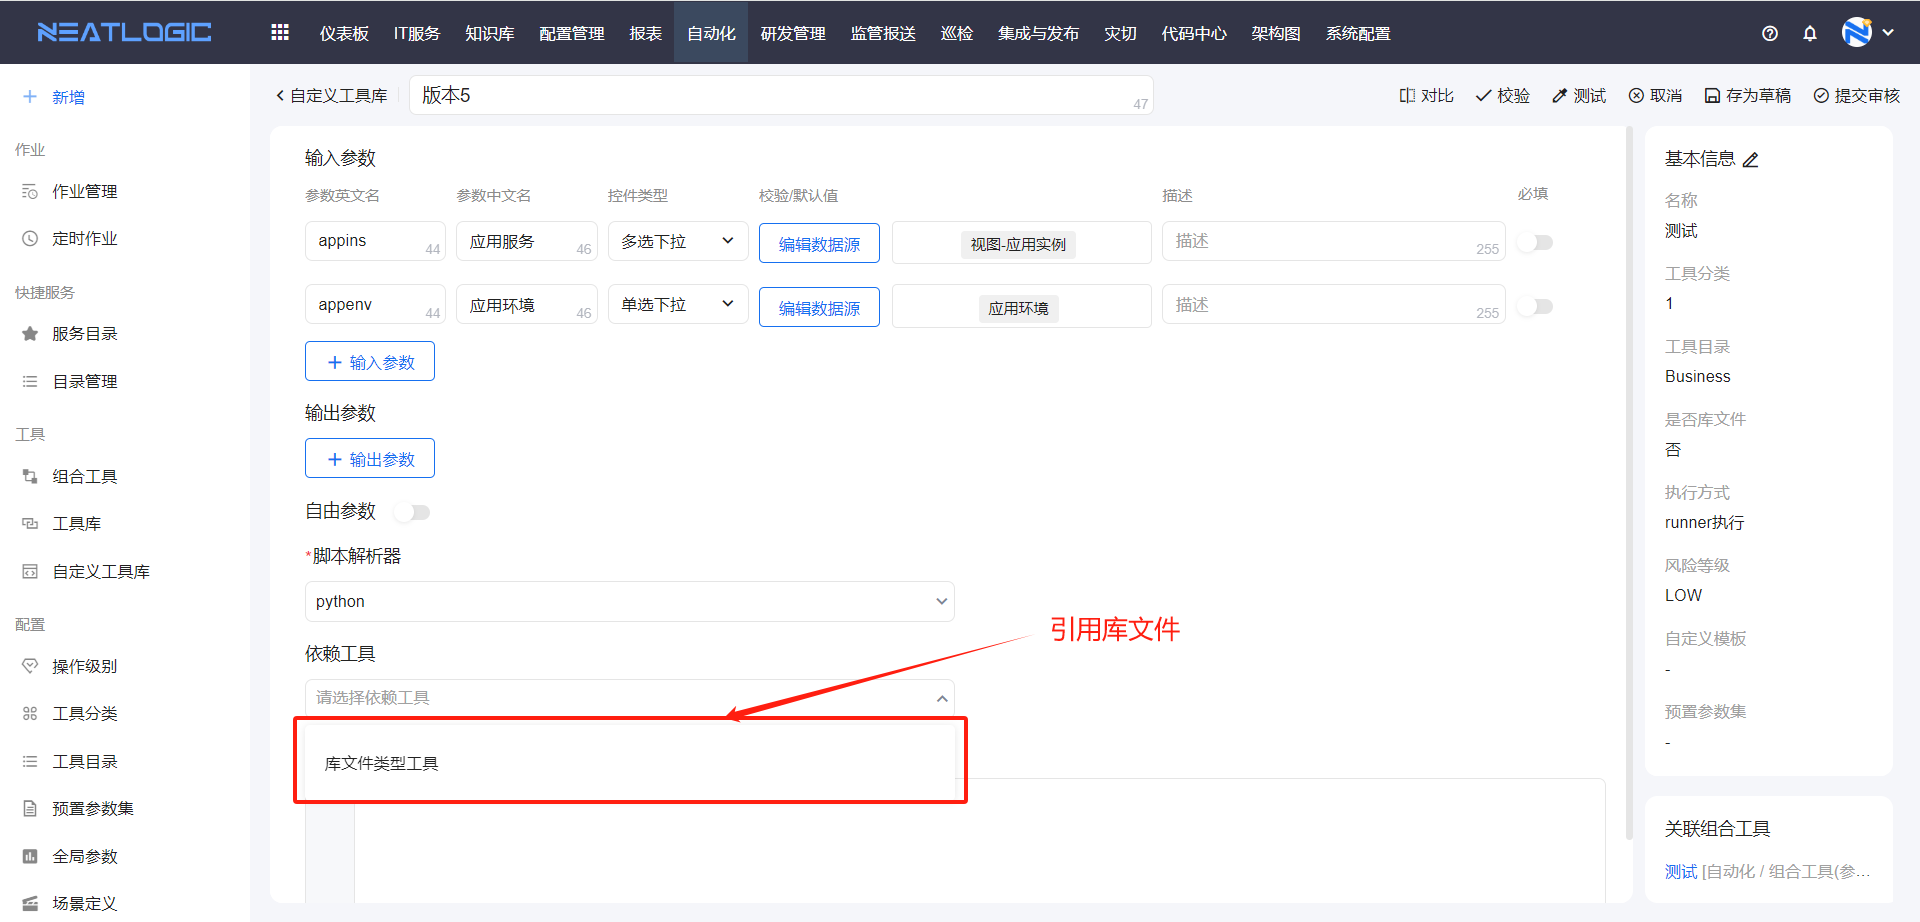 NEATLOGIC
仪表板 IT服务 知识库 配置管理 报表 自动化 研发管理 监管报送 巡检 集成与发布 灾切 代码中心 架构图 系统配置
新增
作业
作业管理
定时作业
快捷服务
服务目录
目录管理
工具
组合工具
工具库
自定义工具库
配置
操作级别
工具分类
工具目录
预置参数集
全局参数
场景定义
自定义工具库
版本5
47
对比 校验 测试 取消 存为草稿 提交审核
输入参数
参数英文名 参数中文名 控件类型 校验/默认值 描述 必填
appins 44 应用服务 46 多选下拉 编辑数据源 视图-应用实例 描述 255
appenv 44 应用环境 46 单选下拉 编辑数据源 应用环境 描述 255
输入参数
输出参数
输出参数
自由参数
*脚本解析器
python
依赖工具
请选择依赖工具
引用库文件
库文件类型工具
基本信息
名称
测试
工具分类
1
工具目录
Business
是否库文件
否
执行方式
runner执行
风险等级
LOW
自定义模板
-
预置参数集
-
关联组合工具
测试 [自动化 / 组合工具(参...